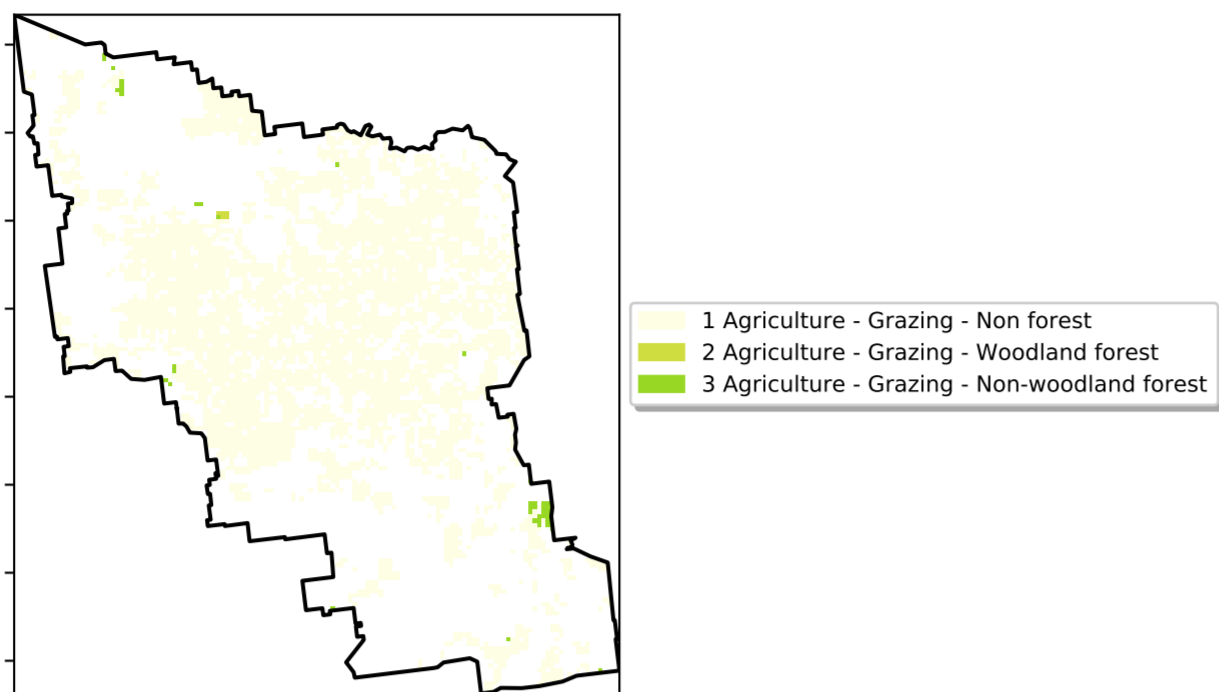 1 Agriculture - Grazing - Non forest
2 Agriculture - Grazing - Woodland forest
3 Agriculture - Grazing - Non-woodland forest